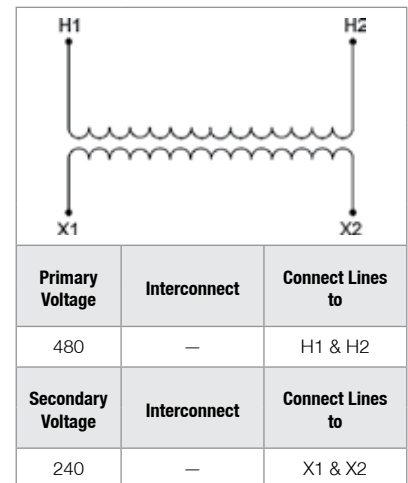 H1 H2
X1 X2
Primary Voltage Interconnect Connect Lines to
480 — H1 & H2
Secondary Voltage Interconnect Connect Lines to
240 — X1 & X2